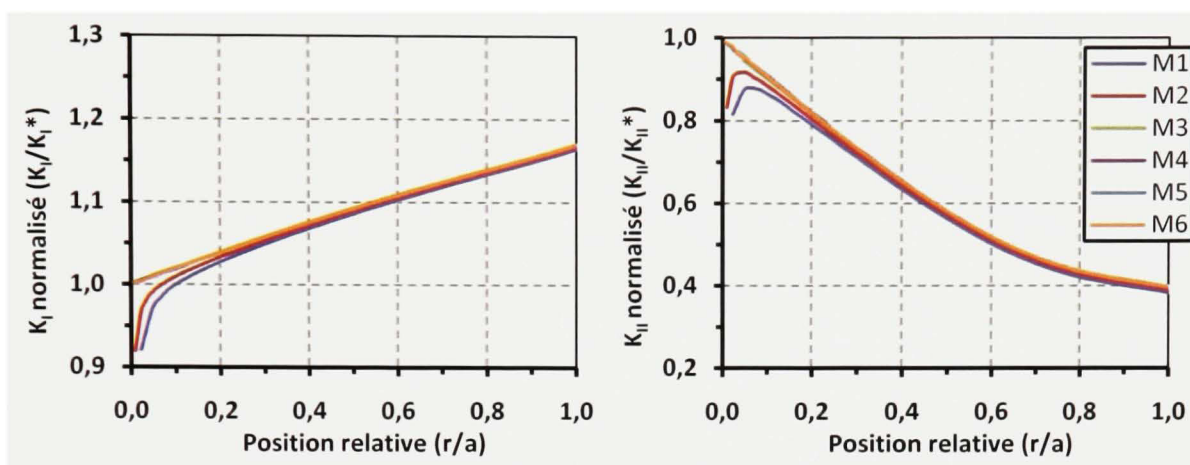 1,3
1,2
1,1
1,0
0,9
K_I normalisé (K_I/K_I*)
0,0 0,2 0,4 0,6 0,8 1,0
Position relative (r/a)
1,0
0,8
0,6
0,4
0,2
K_II normalisé (K_II/K_II*)
0,0 0,2 0,4 0,6 0,8 1,0
Position relative (r/a)
M1
M2
M3
M4
M5
M6